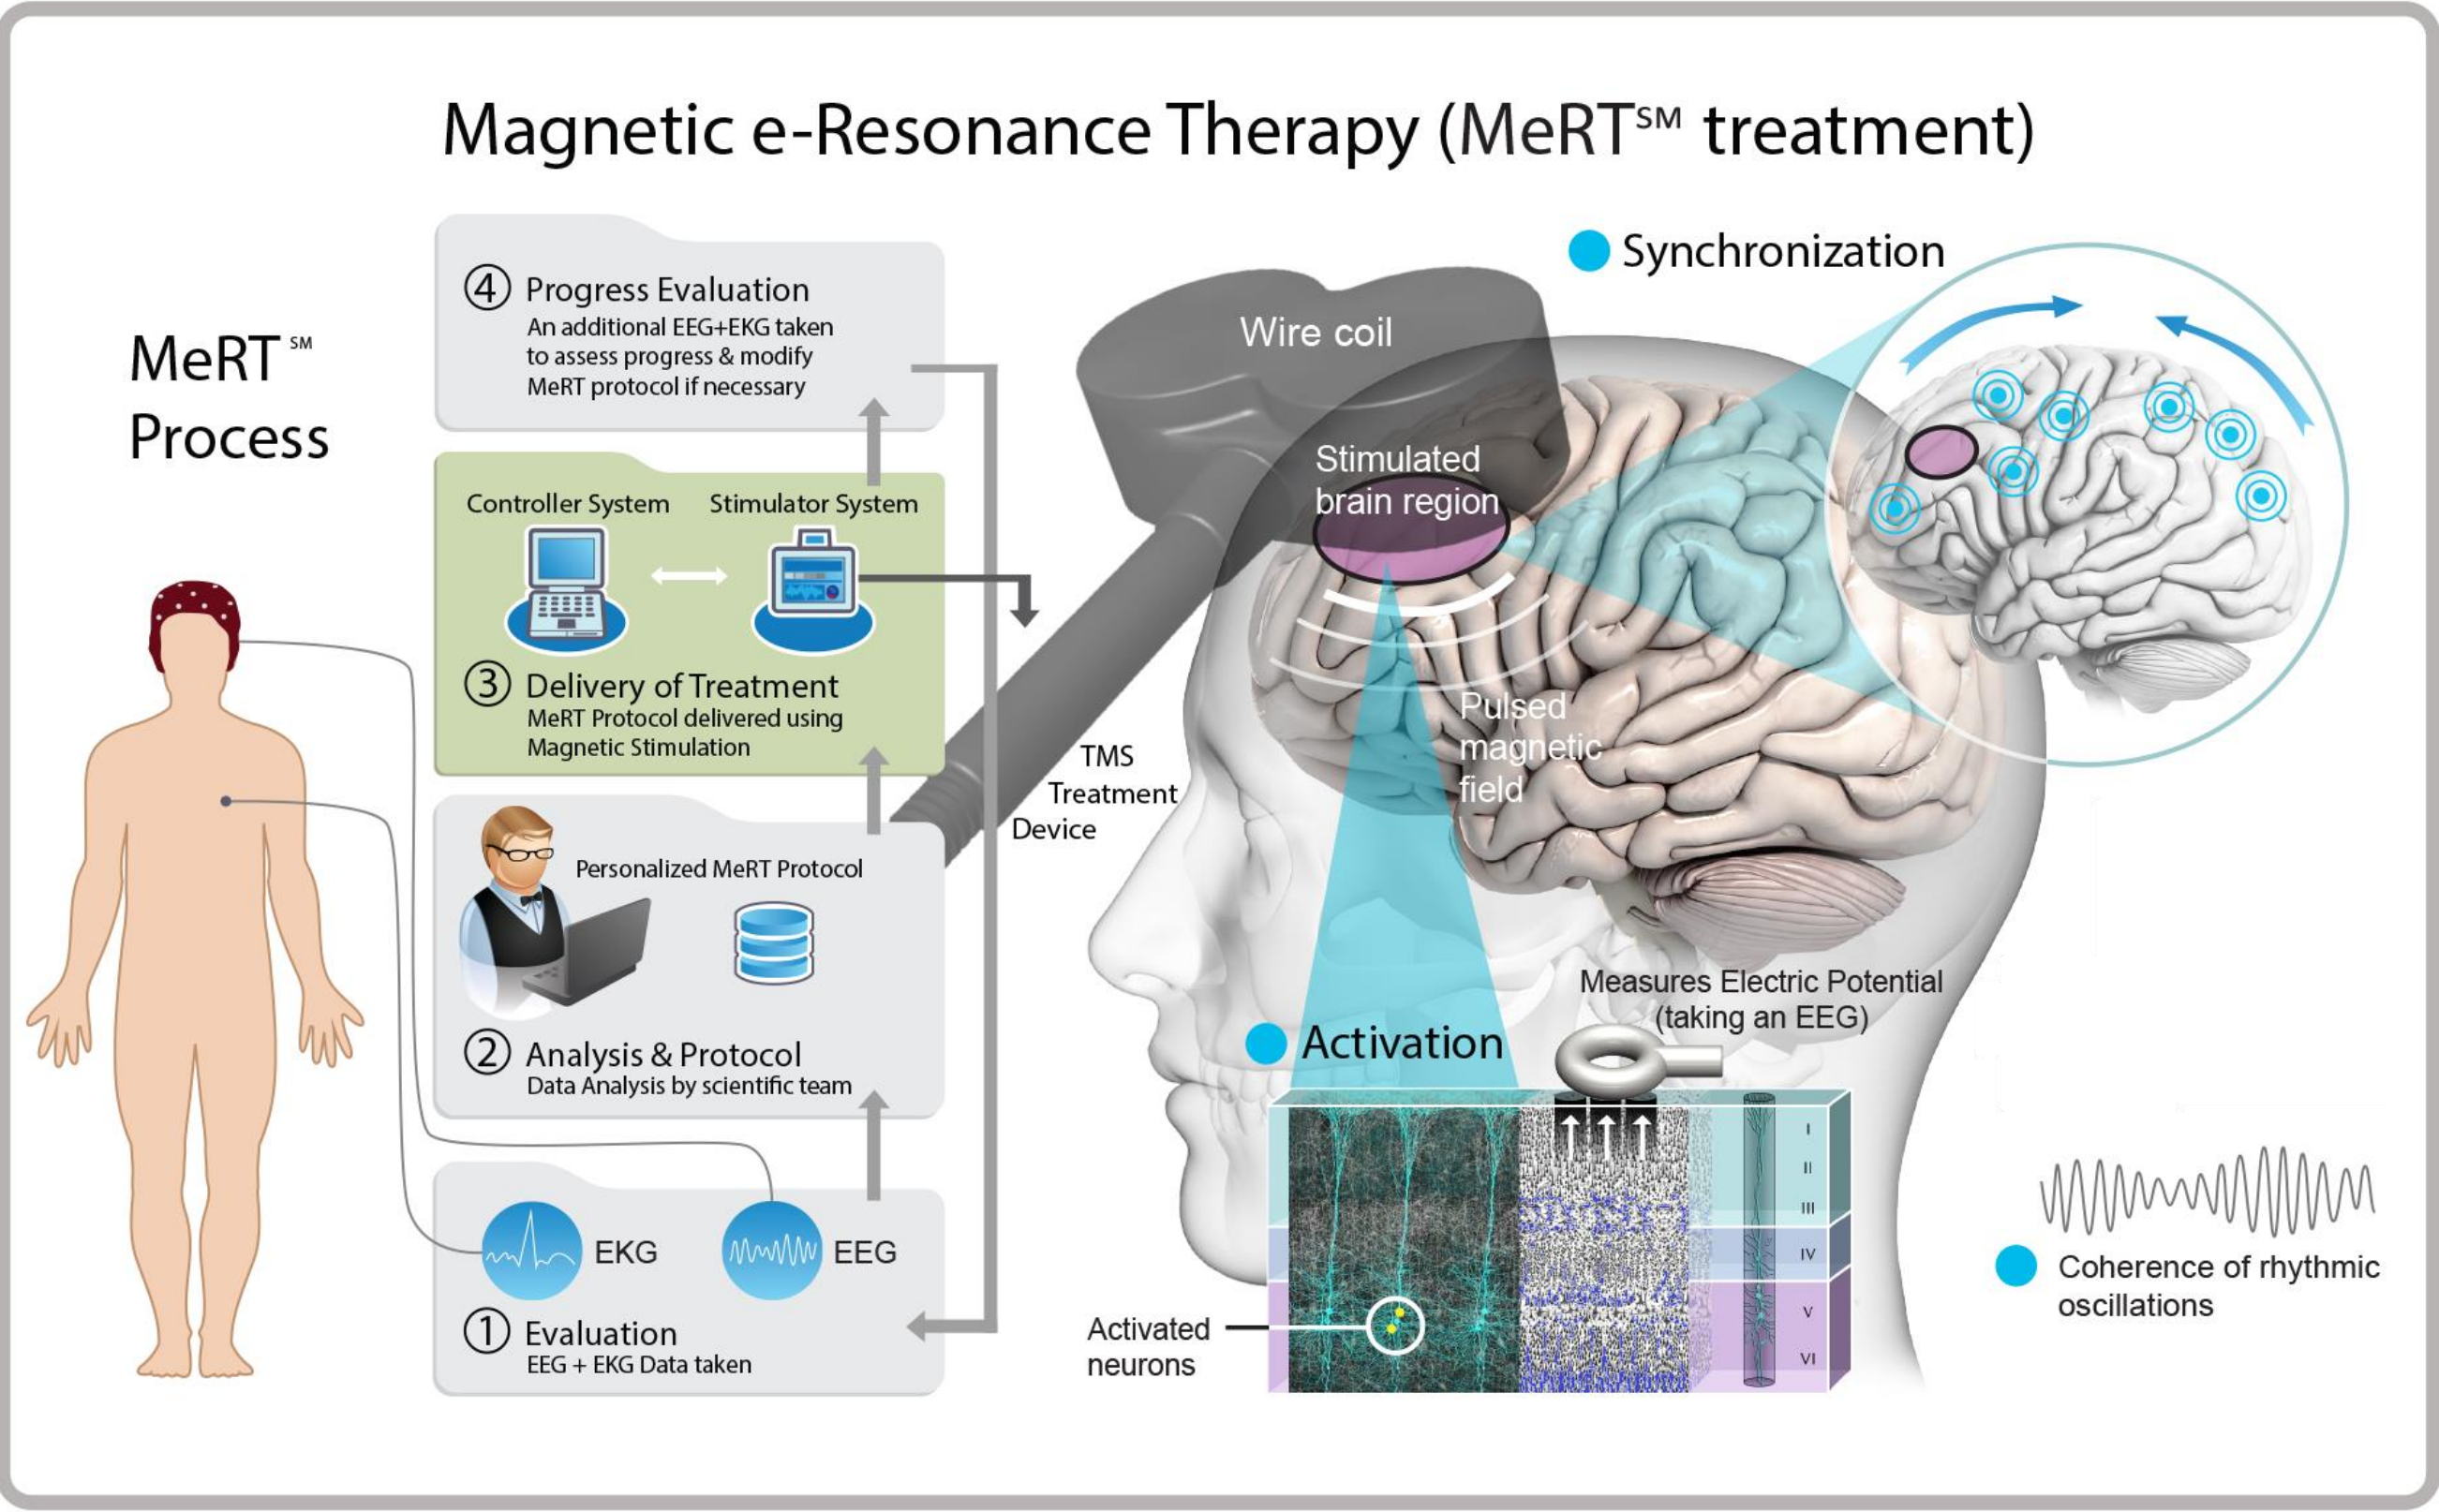 Magnetic e-Resonance Therapy (MeRT℠ treatment)
MeRT℠
Process
④ Progress Evaluation
An additional EEG+EKG taken
to assess progress & modify
MeRT protocol if necessary
Controller System
Stimulator System
③ Delivery of Treatment
MeRT Protocol delivered using
Magnetic Stimulation
Personalized MeRT Protocol
② Analysis & Protocol
Data Analysis by scientific team
EKG
EEG
① Evaluation
EEG + EKG Data taken
Wire coil
Stimulated
brain region
Pulsed
magnetic
field
TMS
Treatment
Device
Synchronization
Activation
Measures Electric Potential
(taking an EEG)
I
II
III
IV
V
VI
Activated
neurons
Coherence of rhythmic
oscillations